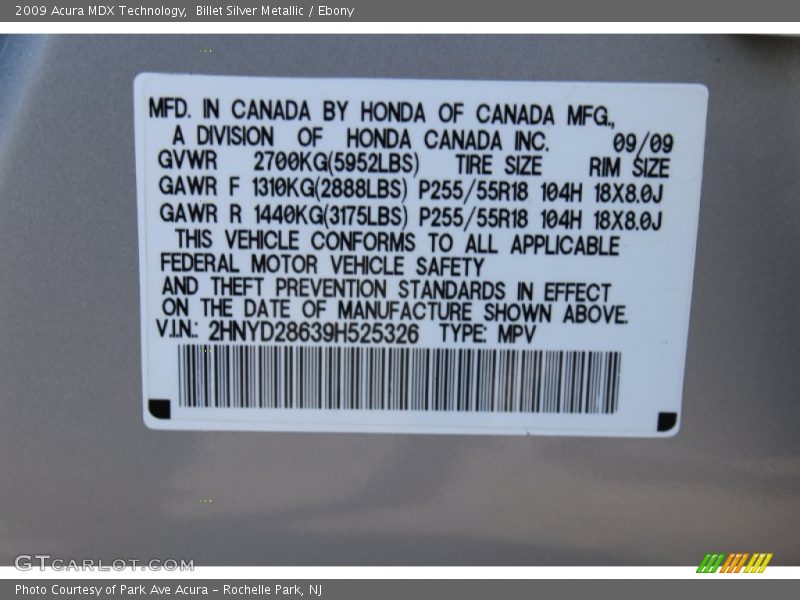 2009 Acura MDX Technology, Billet Silver Metallic / Ebony
MFD. IN CANADA BY HONDA OF CANADA MFG.,
A DIVISION OF HONDA CANADA INC. 09/09
GVWR 2700KG(5952LBS) TIRE SIZE RIM SIZE
GAWR F 1310KG(2888LBS) P255/55R18 104H 18X8.0J
GAWR R 1440KG(3175LBS) P255/55R18 104H 18X8.0J
THIS VEHICLE CONFORMS TO ALL APPLICABLE
FEDERAL MOTOR VEHICLE SAFETY
AND THEFT PREVENTION STANDARDS IN EFFECT
ON THE DATE OF MANUFACTURE SHOWN ABOVE.
V.I.N.: 2HNYD28639H525326 TYPE: MPV
GTCARLOT.COM
Photo Courtesy of Park Ave Acura - Rochelle Park, NJ